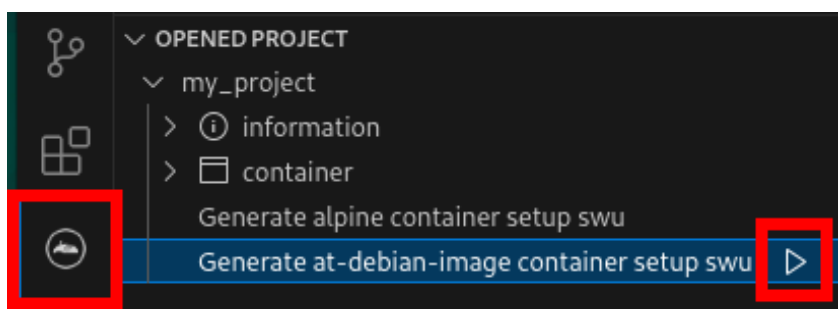 OPENED PROJECT
my_project
information
container
Generate alpine container setup swu
Generate at-debian-image container setup swu